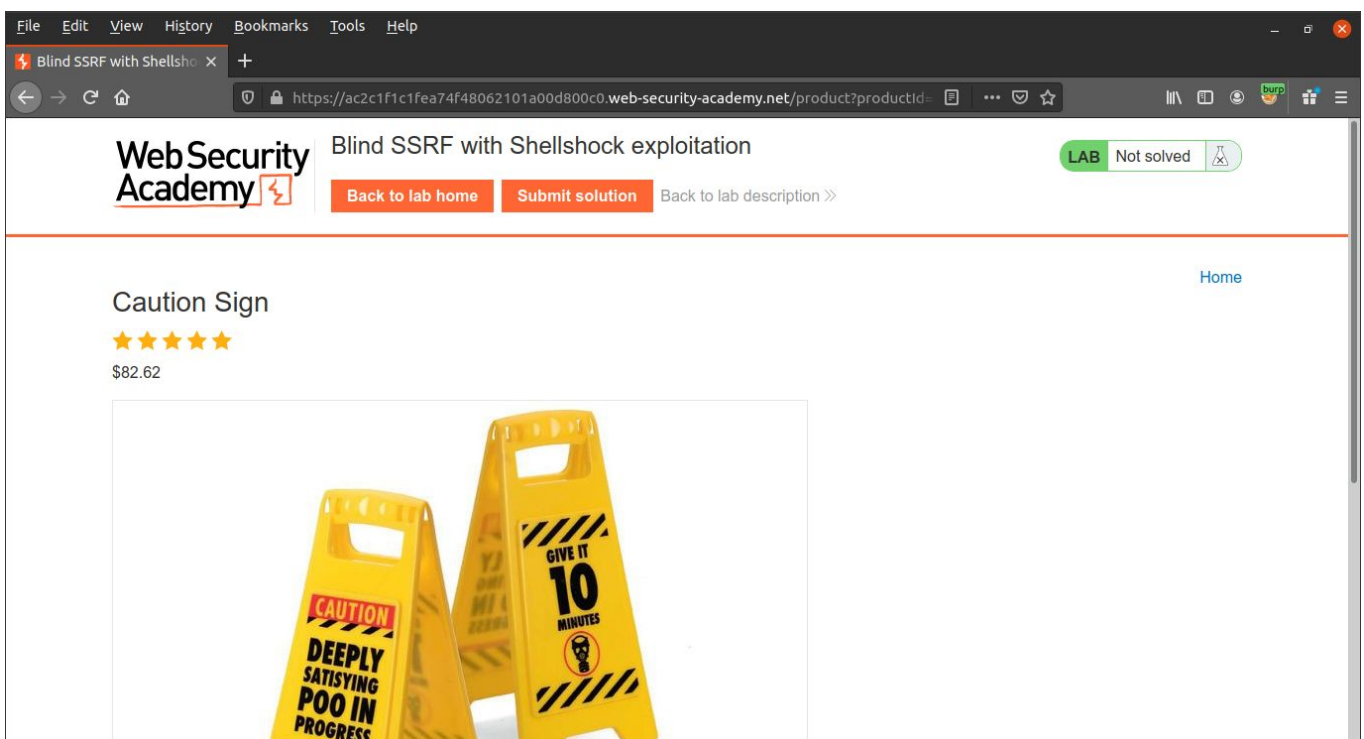 File Edit View History Bookmarks Tools Help
Blind SSRF with Shellsho
https://ac2c1f1c1fea74f48062101a00d800c0.web-security-academy.net/product?productId=
burp
Web Security
Academy
Blind SSRF with Shellshock exploitation
Back to lab home
Submit solution
Back to lab description
LAB Not solved
Home
Caution Sign
$82.62
CAUTION
DEEPLY
SATISYING
POO IN
PROGRESS
GIVE IT
10
MINUTES